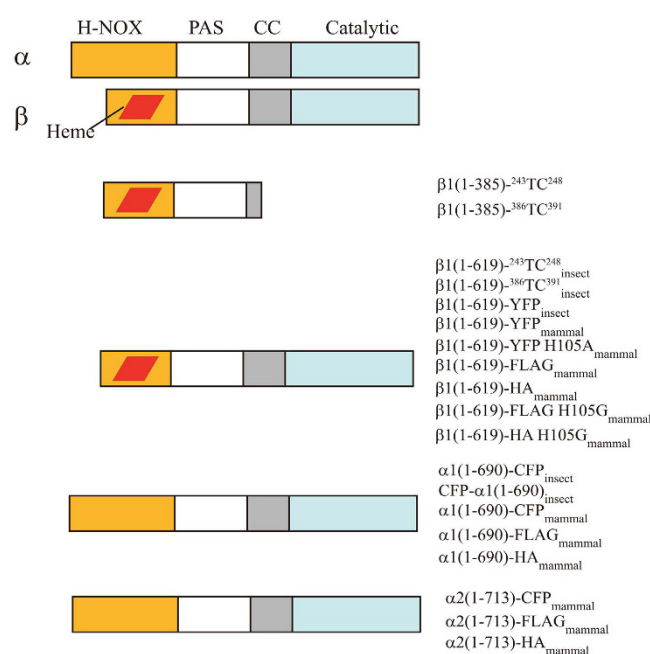 H-NOX PAS CC Catalytic
α
β
Heme
β1(1-385)-²⁴³TC²⁴⁸
β1(1-385)-³⁸⁶TC³⁹¹
β1(1-619)-²⁴³TC²⁴⁸insect
β1(1-619)-³⁸⁶TC³⁹¹insect
β1(1-619)-YFPinsect
β1(1-619)-YFPmammal
β1(1-619)-YFP H105Amammal
β1(1-619)-FLAGmammal
β1(1-619)-HAmammal
β1(1-619)-FLAG H105Gmammal
β1(1-619)-HA H105Gmammal
α1(1-690)-CFPinsect
CFP-α1(1-690)insect
α1(1-690)-CFPmammal
α1(1-690)-FLAGmammal
α1(1-690)-HAmammal
α2(1-713)-CFPmammal
α2(1-713)-FLAGmammal
α2(1-713)-HAmammal